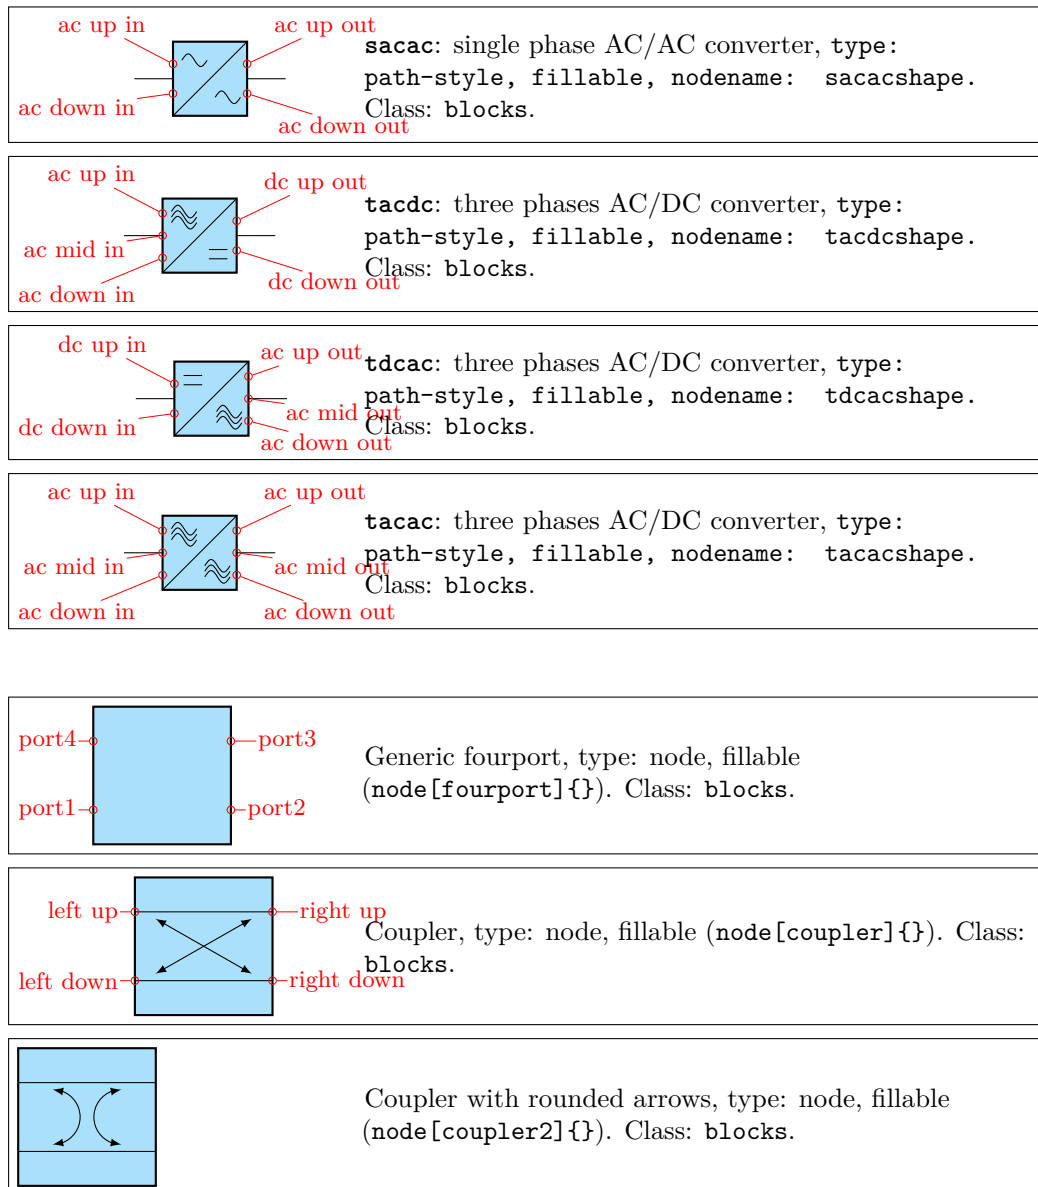 ac up in
ac up out
ac down in
ac down out
sacac: single phase AC/AC converter, type:
path-style, fillable, nodename: sacacshape.
Class: blocks.
ac up in
dc up out
ac mid in
ac down in
dc down out
tacdc: three phases AC/DC converter, type:
path-style, fillable, nodename: tacdcshape.
Class: blocks.
dc up in
ac up out
ac mid out
dc down in
ac down out
tdcac: three phases AC/DC converter, type:
path-style, fillable, nodename: tdcacshape.
Class: blocks.
ac up in
ac up out
ac mid in
ac mid out
ac down in
ac down out
tacac: three phases AC/DC converter, type:
path-style, fillable, nodename: tacacshape.
Class: blocks.
port4
port3
port1
port2
Generic fourport, type: node, fillable
(node[fourport]{}). Class: blocks.
left up
right up
left down
right down
Coupler, type: node, fillable (node[coupler]{}). Class:
blocks.
Coupler with rounded arrows, type: node, fillable
(node[coupler2]{}). Class: blocks.